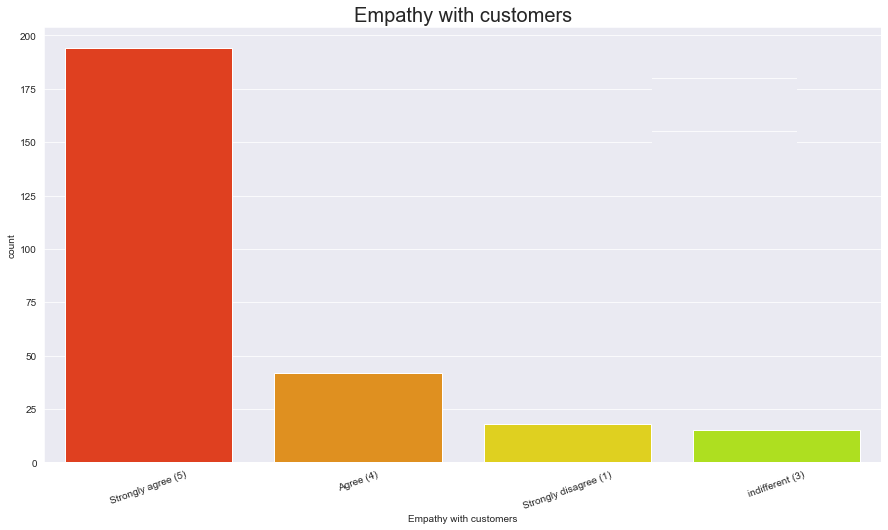 Empathy with customers
200
175
150
125
100
75
50
25
0
count
Strongly agree (5)
Agree (4)
Strongly disagree (1)
indifferent (3)
Empathy with customers